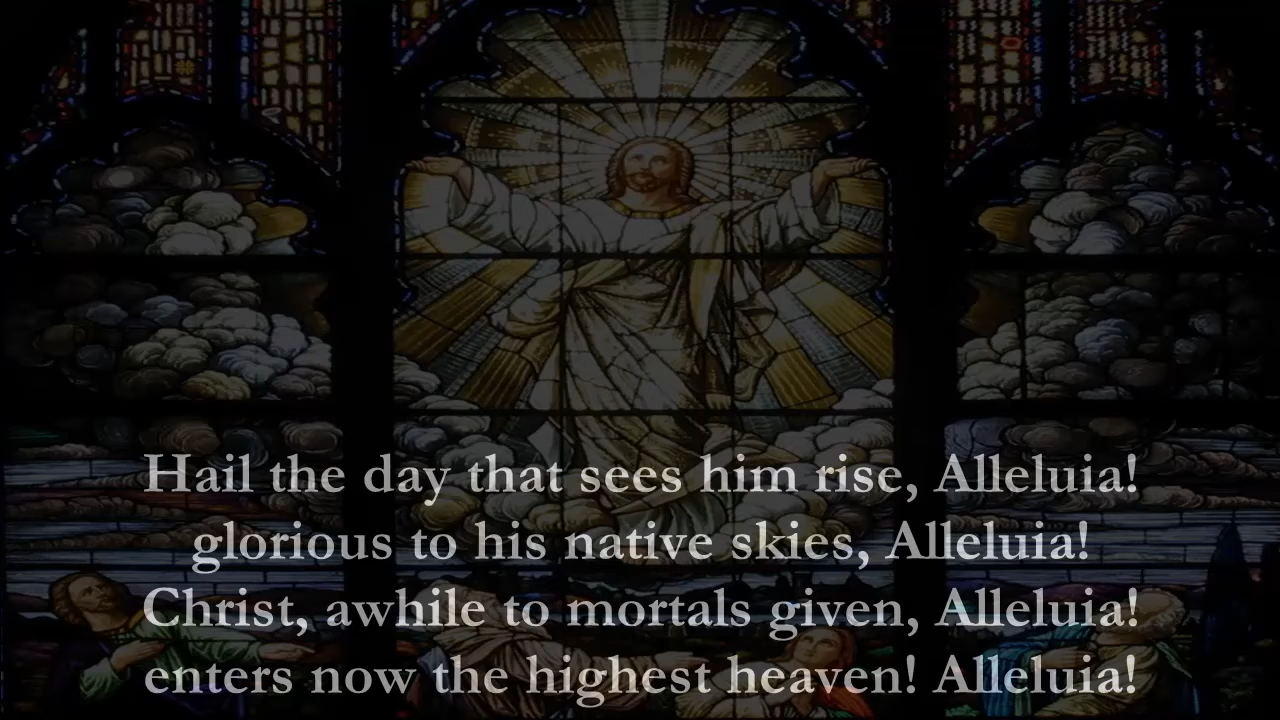 Hail the day that sees him rise, Alleluia!
glorious to his native skies, Alleluia!
Christ, awhile to mortals given, Alleluia!
enters now the highest heaven! Alleluia!